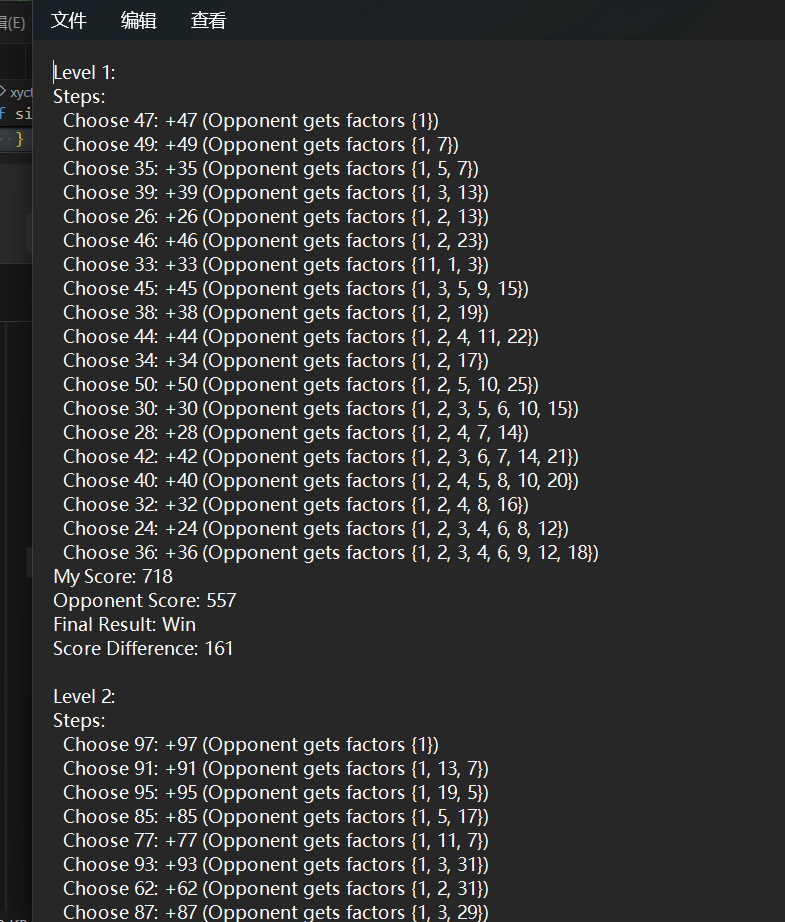 辑(E)
文件 编辑 查看
xyct
f si
}
Level 1:
Steps:
Choose 47: +47 (Opponent gets factors {1})
Choose 49: +49 (Opponent gets factors {1, 7})
Choose 35: +35 (Opponent gets factors {1, 5, 7})
Choose 39: +39 (Opponent gets factors {1, 3, 13})
Choose 26: +26 (Opponent gets factors {1, 2, 13})
Choose 46: +46 (Opponent gets factors {1, 2, 23})
Choose 33: +33 (Opponent gets factors {11, 1, 3})
Choose 45: +45 (Opponent gets factors {1, 3, 5, 9, 15})
Choose 38: +38 (Opponent gets factors {1, 2, 19})
Choose 44: +44 (Opponent gets factors {1, 2, 4, 11, 22})
Choose 34: +34 (Opponent gets factors {1, 2, 17})
Choose 50: +50 (Opponent gets factors {1, 2, 5, 10, 25})
Choose 30: +30 (Opponent gets factors {1, 2, 3, 5, 6, 10, 15})
Choose 28: +28 (Opponent gets factors {1, 2, 4, 7, 14})
Choose 42: +42 (Opponent gets factors {1, 2, 3, 6, 7, 14, 21})
Choose 40: +40 (Opponent gets factors {1, 2, 4, 5, 8, 10, 20})
Choose 32: +32 (Opponent gets factors {1, 2, 4, 8, 16})
Choose 24: +24 (Opponent gets factors {1, 2, 3, 4, 6, 8, 12})
Choose 36: +36 (Opponent gets factors {1, 2, 3, 4, 6, 9, 12, 18})
My Score: 718
Opponent Score: 557
Final Result: Win
Score Difference: 161
Level 2:
Steps:
Choose 97: +97 (Opponent gets factors {1})
Choose 91: +91 (Opponent gets factors {1, 13, 7})
Choose 95: +95 (Opponent gets factors {1, 19, 5})
Choose 85: +85 (Opponent gets factors {1, 5, 17})
Choose 77: +77 (Opponent gets factors {1, 11, 7})
Choose 93: +93 (Opponent gets factors {1, 3, 31})
Choose 62: +62 (Opponent gets factors {1, 2, 31})
Choose 87: +87 (Opponent gets factors {1, 3, 29})